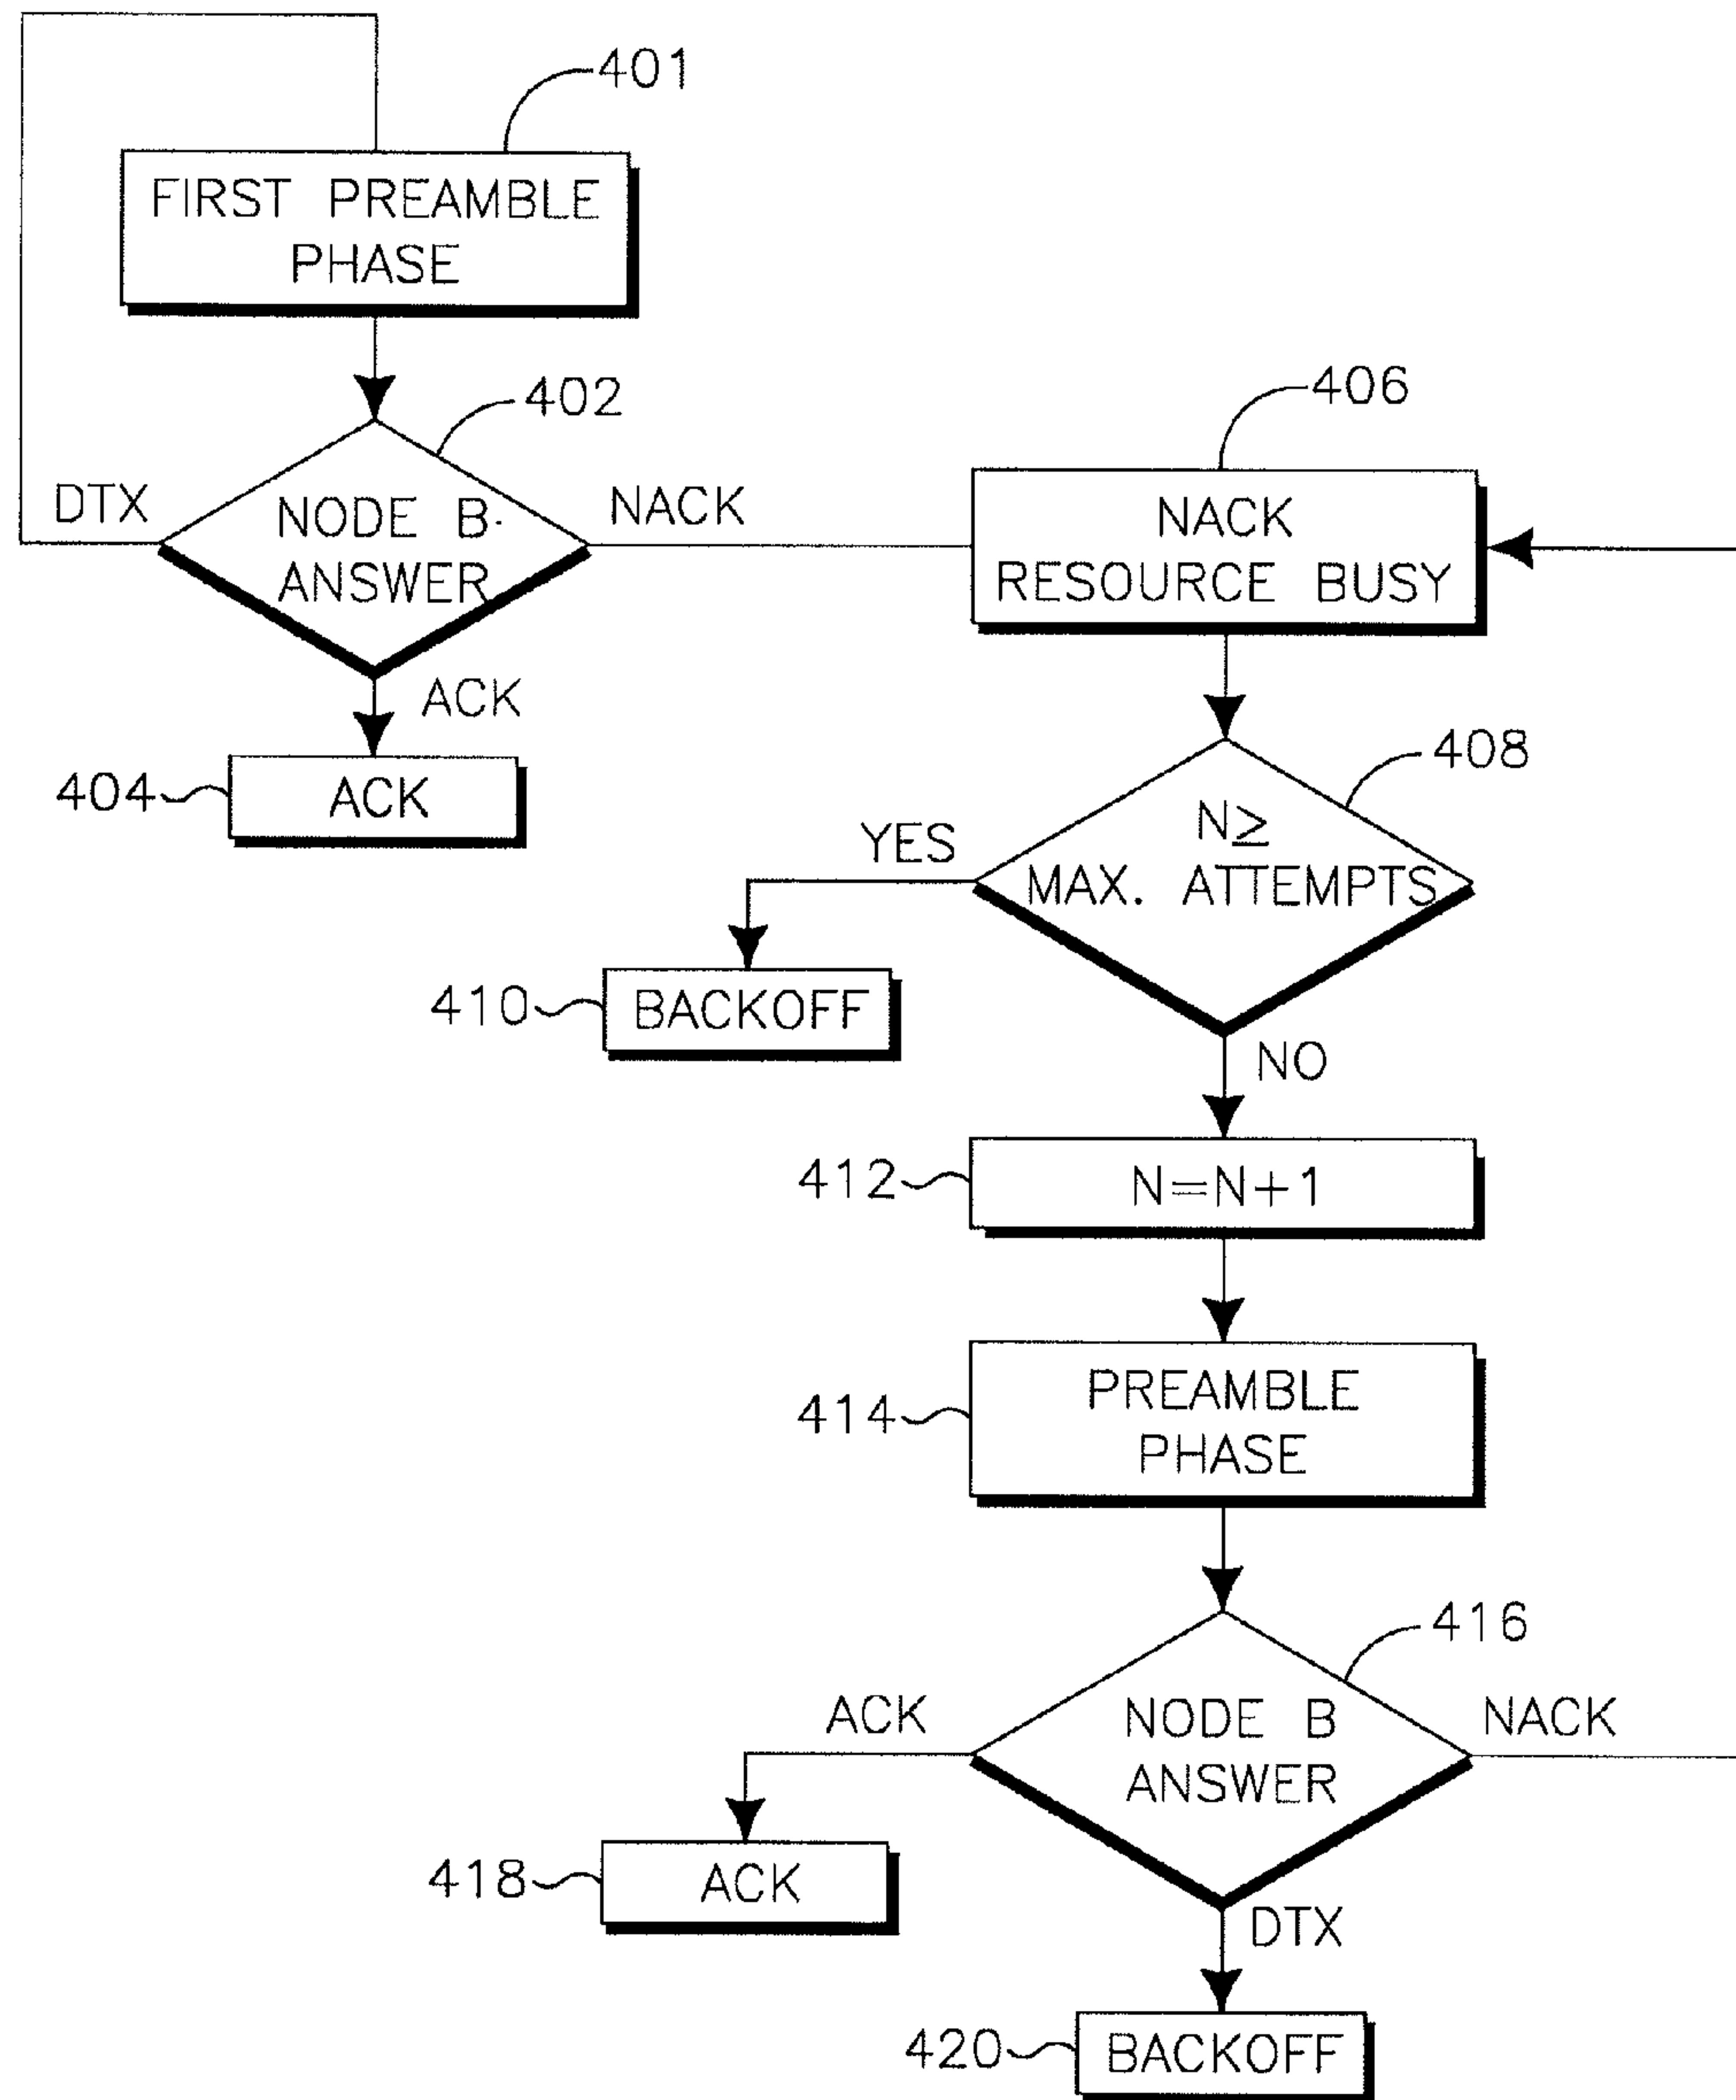 401
FIRST PREAMBLE
PHASE
402
DTX
NODE B
ANSWER
NACK
ACK
404
ACK
406
NACK
RESOURCE BUSY
408
N≥
MAX. ATTEMPTS
YES
410
BACKOFF
NO
412
N=N+1
414
PREAMBLE
PHASE
416
ACK
NODE B
ANSWER
NACK
418
ACK
DTX
420
BACKOFF